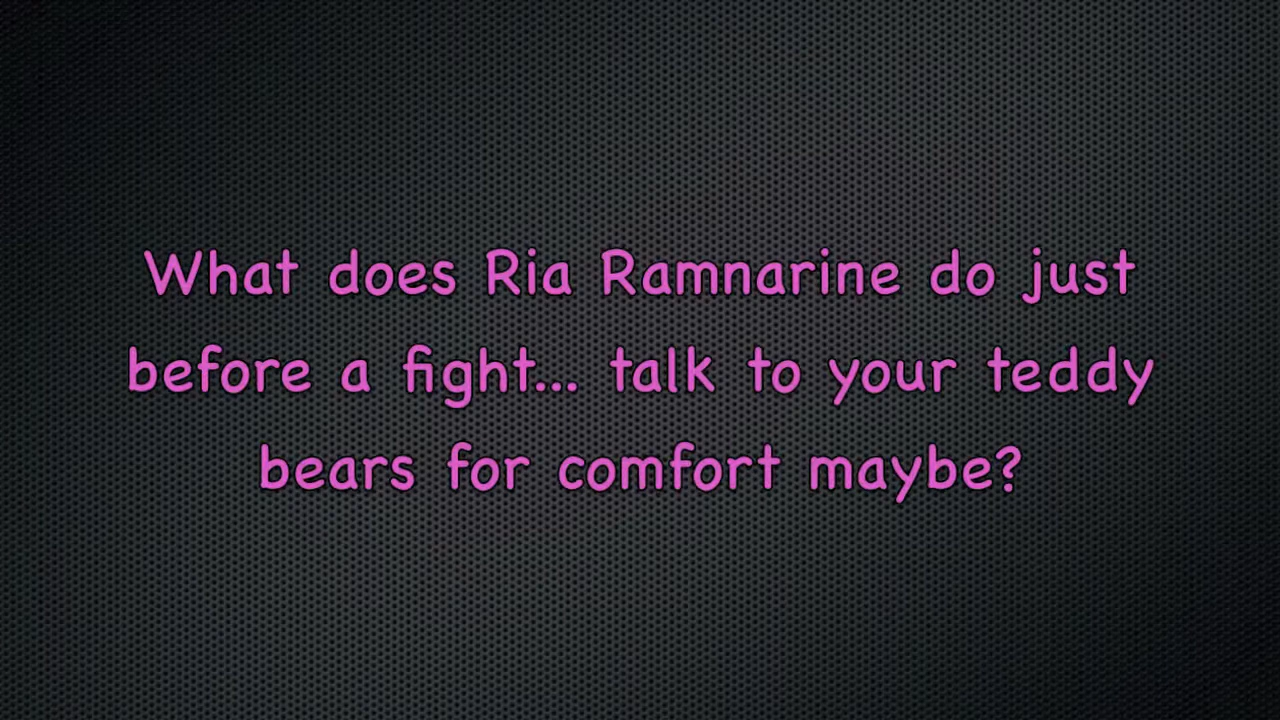 What does Ria Ramnarine do just
before a fight... talk to your teddy
bears for comfort maybe?